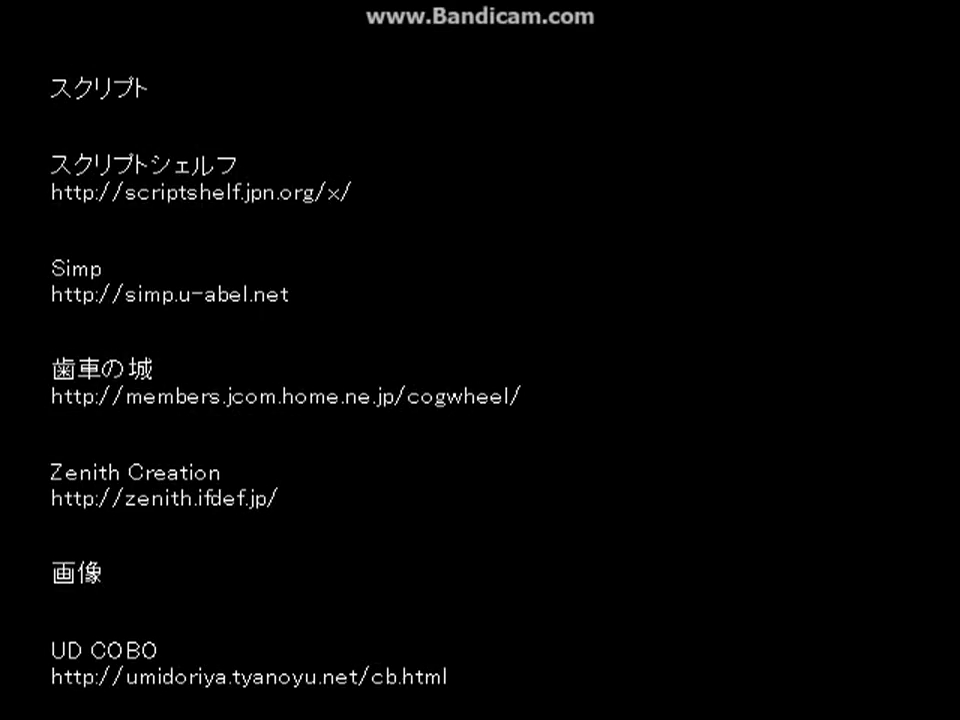 www.Bandicam.com
スクリプト
スクリプトシェルフ
http://scriptshelf.jpn.org/x/
Simp
http://simp.u-abel.net
歯車の城
http://members.jcom.home.ne.jp/cogwheel/
Zenith Creation
http://zenith.ifdef.jp/
画像
UD COBO
http://umidoriya.tyanoyu.net/cb.html